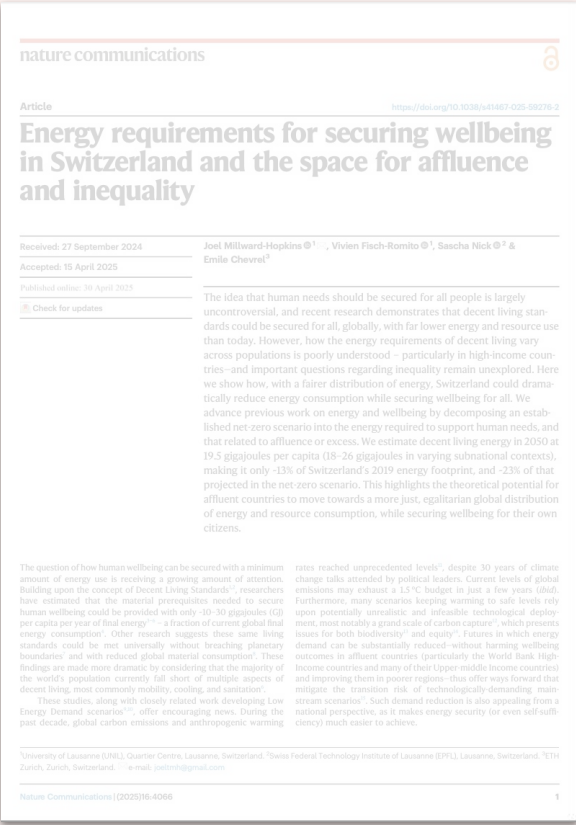 nature communications
Article
https://doi.org/10.1038/s41467-025-59276-2
Energy requirements for securing wellbeing
in Switzerland and the space for affluence
and inequality
Received: 27 September 2024
Accepted: 15 April 2025
Published online: 30 April 2025
Check for updates
Joel Millward-Hopkins 1 , Vivien Fisch-Romito 1, Sascha Nick 2 &
Emile Chevrel3
The idea that human needs should be secured for all people is largely
uncontroversial, and recent research demonstrates that decent living stan-
dards could be secured for all, globally, with far lower energy and resource use
than today. However, how the energy requirements of decent living vary
across populations is poorly understood – particularly in high-income coun-
tries—and important questions regarding inequality remain unexplored. Here
we show how, with a fairer distribution of energy, Switzerland could drama-
tically reduce energy consumption while securing wellbeing for all. We
advance previous work on energy and wellbeing by decomposing an estab-
lished net-zero scenario into the energy required to support human needs, and
that related to affluence or excess. We estimate decent living energy in 2050 at
19.5 gigajoules per capita (18–26 gigajoules in varying subnational contexts),
making it only ~13% of Switzerland's 2019 energy footprint, and ~23% of that
projected in the net-zero scenario. This highlights the theoretical potential for
affluent countries to move towards a more just, egalitarian global distribution
of energy and resource consumption, while securing wellbeing for their own
citizens.
The question of how human wellbeing can be secured with a minimum
amount of energy use is receiving a growing amount of attention.
Building upon the concept of Decent Living Standards, researchers
have estimated that the material prerequisites needed to secure
human wellbeing could be provided with only ~10–30 gigajoules (GJ)
per capita per year of final energy – a fraction of current global final
energy consumption. Other research suggests these same living
standards could be met universally without breaching planetary
boundaries and with reduced global material consumption. These
findings are made more dramatic by considering that the majority of
the world's population currently fall short of multiple aspects of
decent living, most commonly mobility, cooling, and sanitation.
These studies, along with closely related work developing Low
Energy Demand scenarios, offer encouraging news. During the
past decade, global carbon emissions and anthropogenic warming
rates reached unprecedented levels, despite 30 years of climate
change talks attended by political leaders. Current levels of global
emissions may exhaust a 1.5 °C budget in just a few years (ibid).
Furthermore, many scenarios keeping warming to safe levels rely
upon potentially unrealistic and infeasible technological deploy-
ment, most notably a grand scale of carbon capture, which presents
issues for both biodiversity and equity. Futures in which energy
demand can be substantially reduced—without harming wellbeing
outcomes in affluent countries (particularly the World Bank High-
Income countries and many of their Upper-middle Income countries)
and improving them in poorer regions—thus offer ways forward that
mitigate the transition risk of technologically-demanding main-
stream scenarios. Such demand reduction is also appealing from a
national perspective, as it makes energy security (or even self-suffi-
ciency) much easier to achieve.
1University of Lausanne (UNIL), Quartier Centre, Lausanne, Switzerland. 2Swiss Federal Technology Institute of Lausanne (EPFL), Lausanne, Switzerland. 3ETH
Zurich, Zurich, Switzerland. e-mail: joelmh@gmail.com
Nature Communications | (2025)16:4066
1